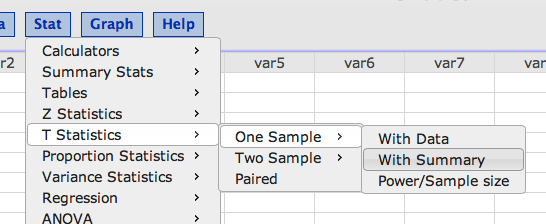 a Stat Graph Help
r2 var5 var6 var7 va
Calculators
Summary Stats
Tables
Z Statistics
T Statistics
Proportion Statistics
Variance Statistics
Regression
ANOVA
One Sample
Two Sample
Paired
With Data
With Summary
Power/Sample size